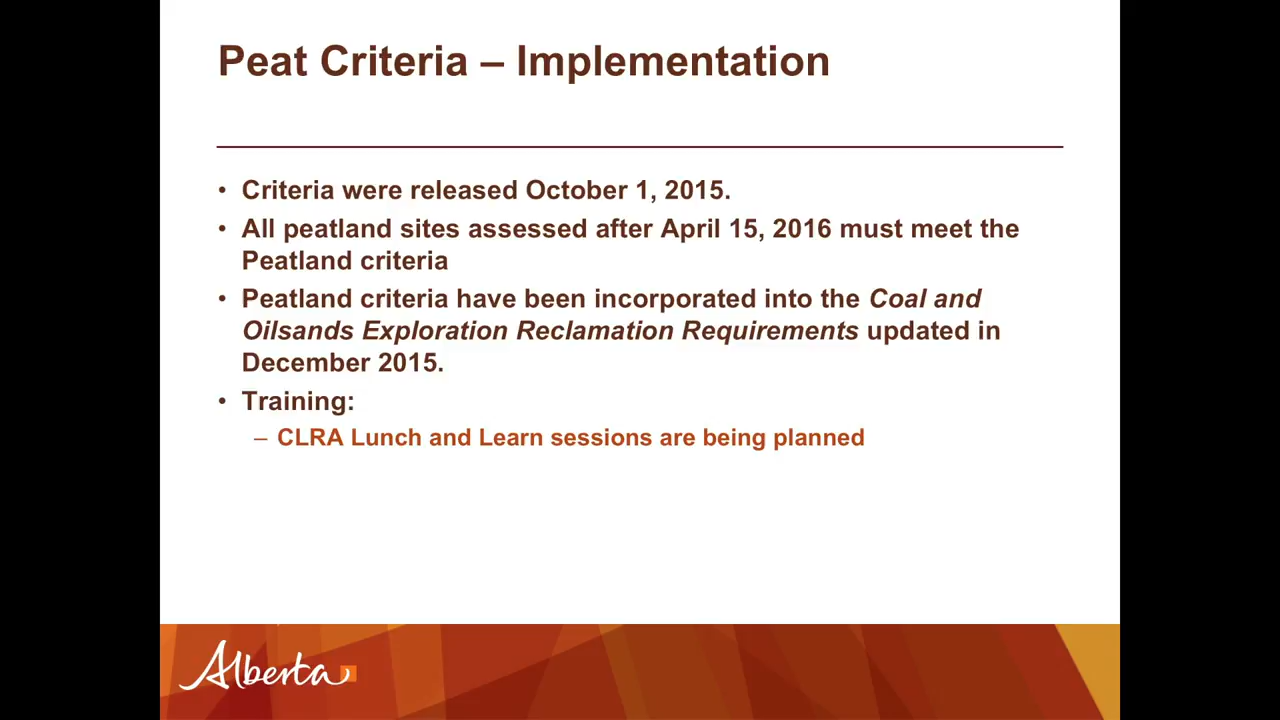 Peat Criteria – Implementation
• Criteria were released October 1, 2015.
• All peatland sites assessed after April 15, 2016 must meet the
Peatland criteria
• Peatland criteria have been incorporated into the Coal and
Oilsands Exploration Reclamation Requirements updated in
December 2015.
• Training:
– CLRA Lunch and Learn sessions are being planned
Alberta